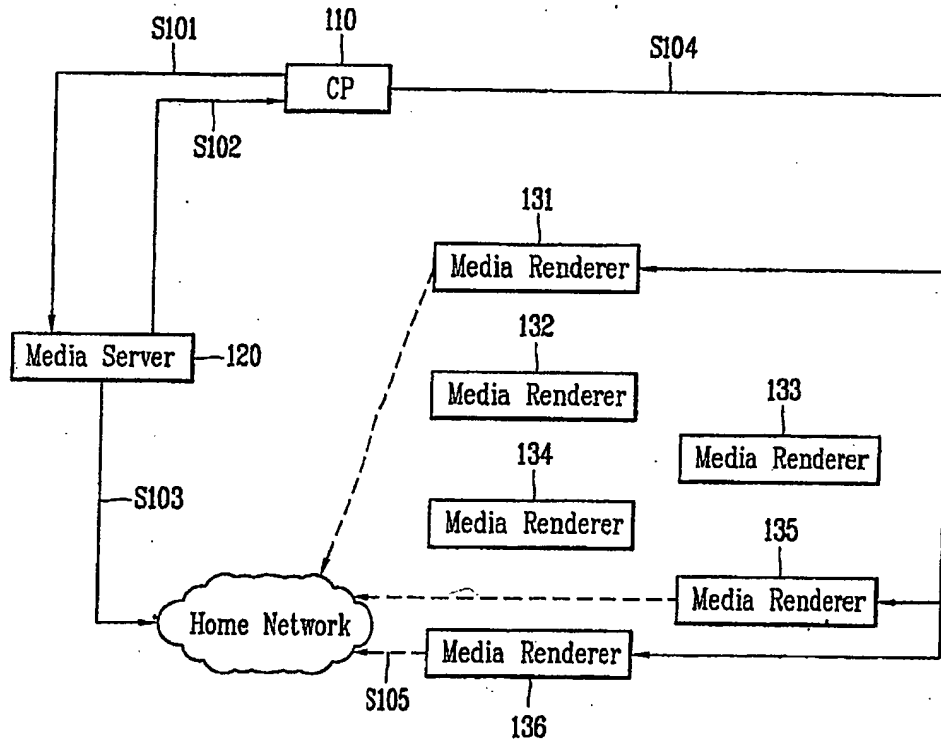 110
S101
S104
CP
S102
131
Media Renderer
132
Media Server
120
Media Renderer
133
134
Media Renderer
S103
Media Renderer
135
Home Network
Media Renderer
Media Renderer
S105
136